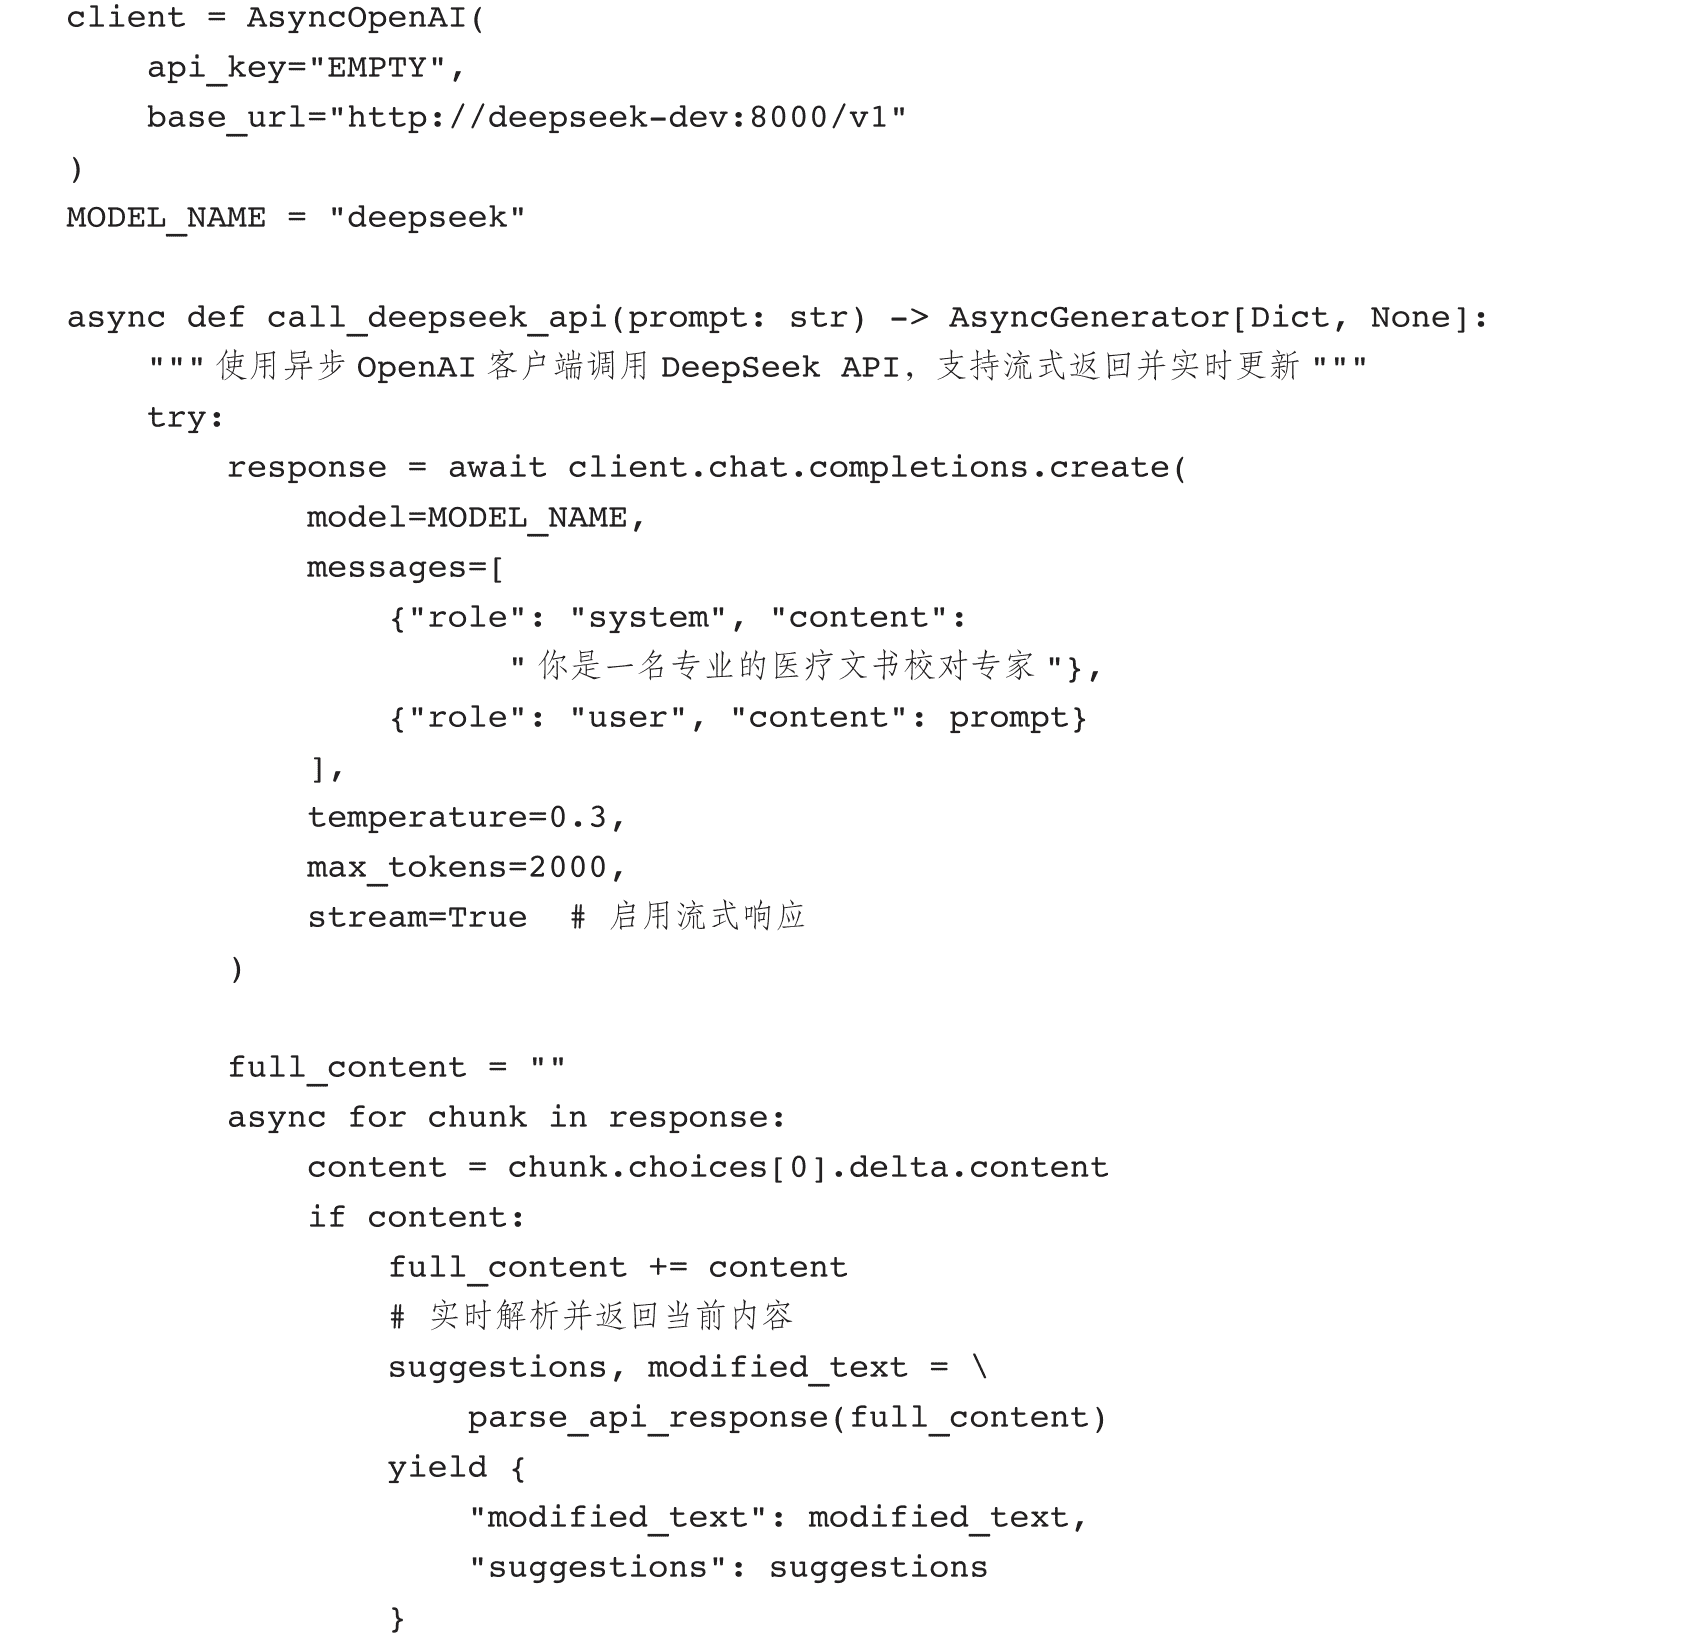 client = AsyncOpenAI(
    api_key="EMPTY",
    base_url="http://deepseek-dev:8000/v1"
)
MODEL_NAME = "deepseek"

async def call_deepseek_api(prompt: str) -> AsyncGenerator[Dict, None]:
    """使用异步 OpenAI 客户端调用 DeepSeek API，支持流式返回并实时更新"""
    try:
        response = await client.chat.completions.create(
            model=MODEL_NAME,
            messages=[
                {"role": "system", "content":
                      "你是一名专业的医疗文书校对专家"},
                {"role": "user", "content": prompt}
            ],
            temperature=0.3,
            max_tokens=2000,
            stream=True  # 启用流式响应
        )

        full_content = ""
        async for chunk in response:
            content = chunk.choices[0].delta.content
            if content:
                full_content += content
                # 实时解析并返回当前内容
                suggestions, modified_text = \
                    parse_api_response(full_content)
                yield {
                    "modified_text": modified_text,
                    "suggestions": suggestions
                }